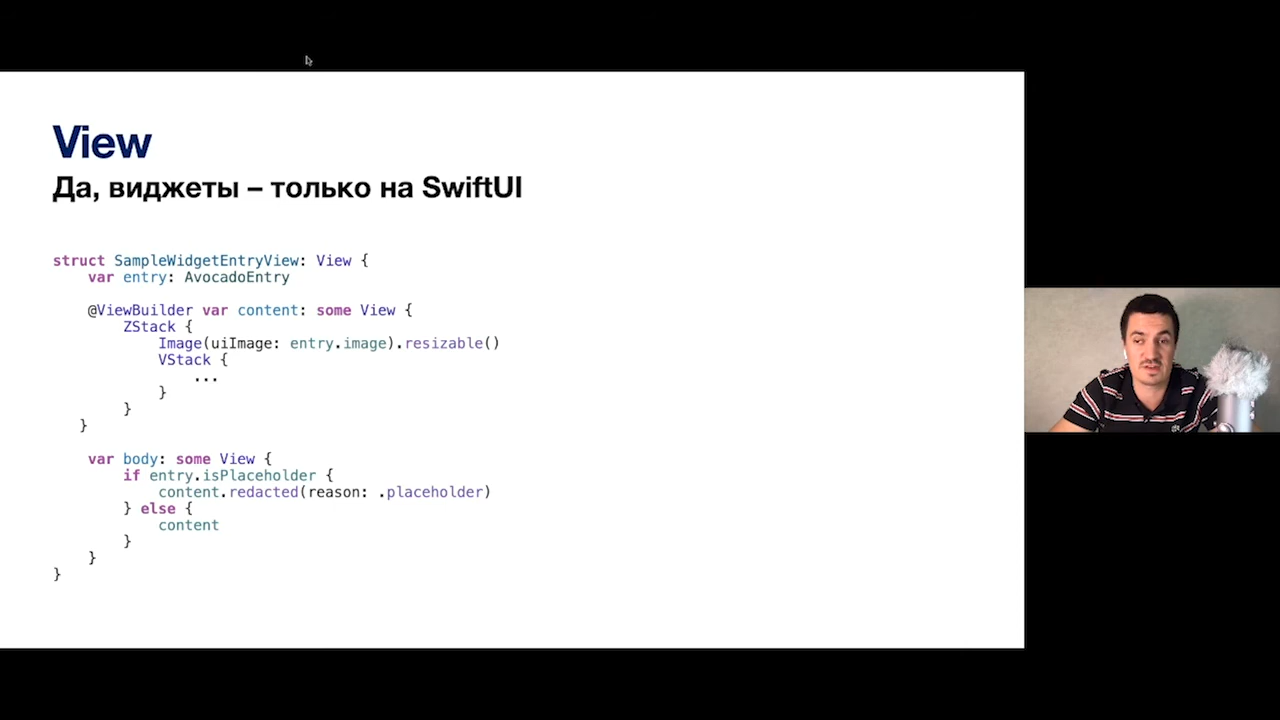 View
Да, виджеты – только на SwiftUI
struct SampleWidgetEntryView: View {
    var entry: AvocadoEntry
    @ViewBuilder var content: some View {
        ZStack {
            Image(uiImage: entry.image).resizable()
            VStack {
                ...
            }
        }
   }
    var body: some View {
        if entry.isPlaceholder {
            content.redacted(reason: .placeholder)
        } else {
            content
        }
    }
}